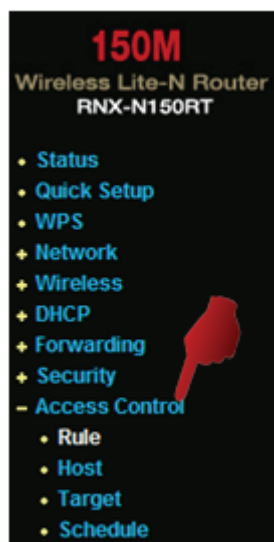 150M
Wireless Lite-N Router
RNX-N150RT
Status
Quick Setup
WPS
Network
Wireless
DHCP
Forwarding
Security
Access Control
Rule
Host
Target
Schedule